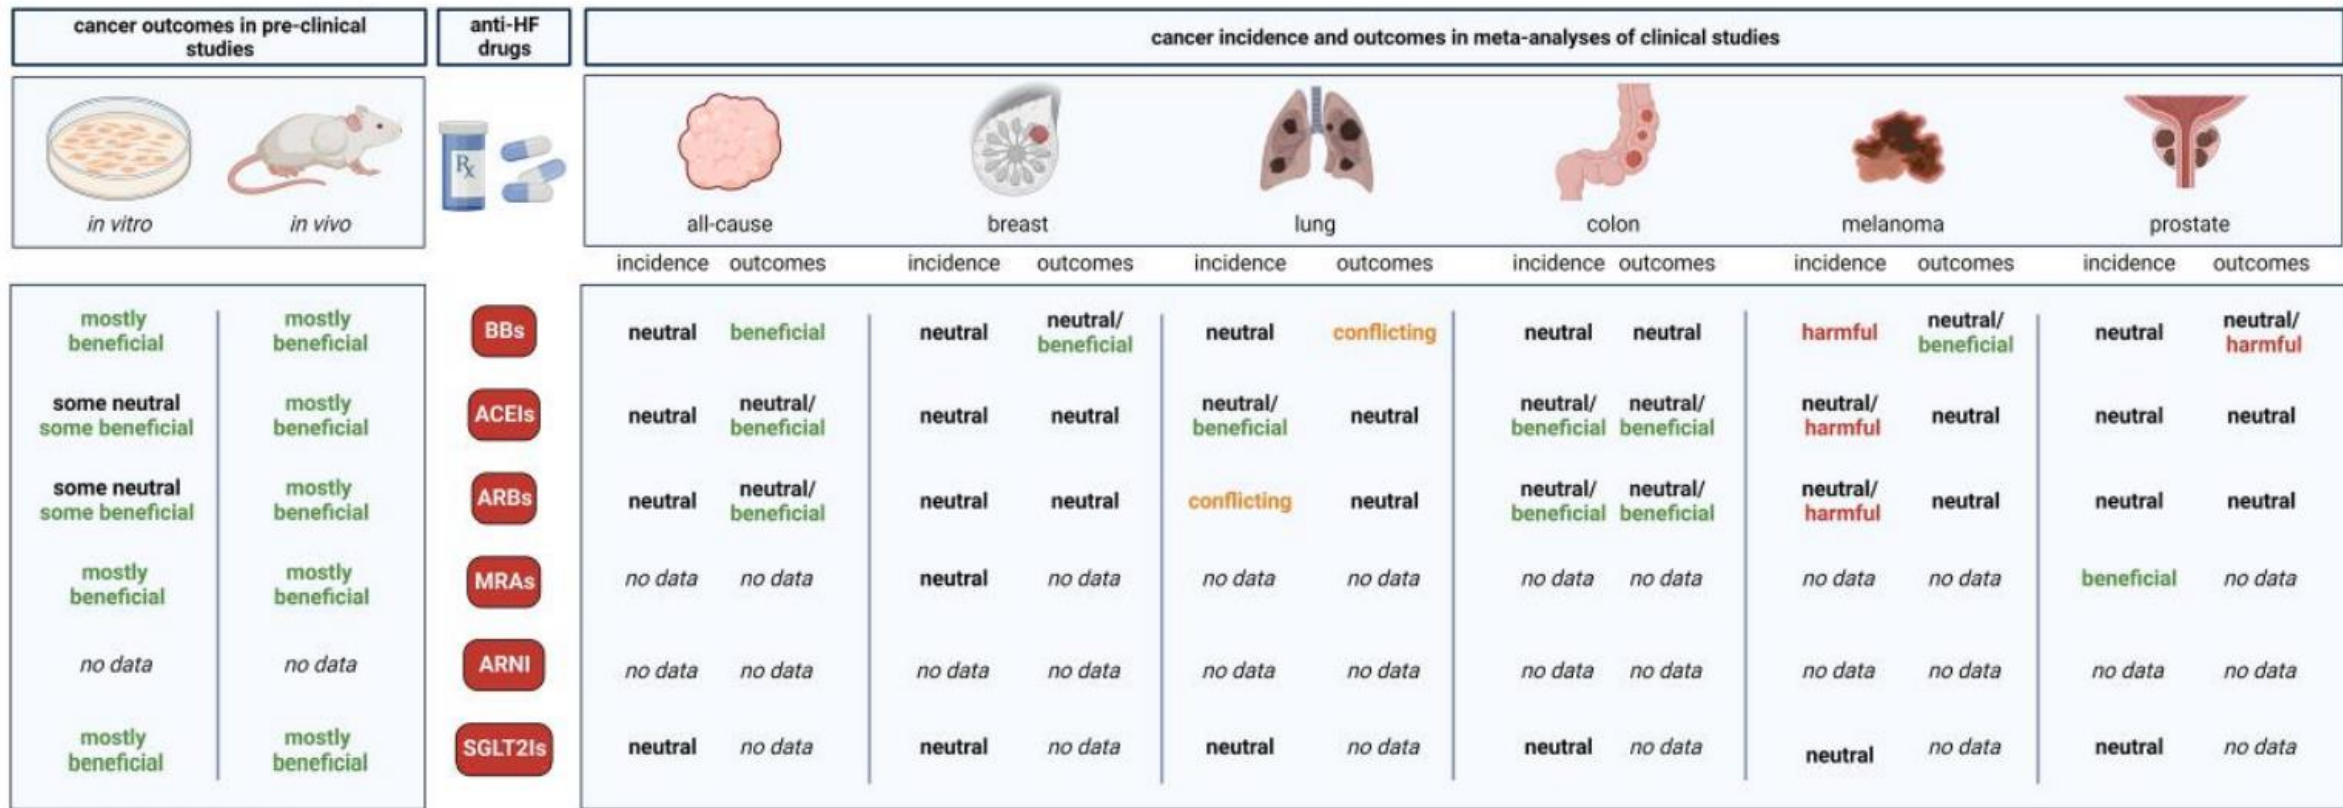 cancer outcomes in pre-clinical
studies
anti-HF
drugs
cancer incidence and outcomes in meta-analyses of clinical studies
Rx
in vitro
in vivo
all-cause
breast
lung
colon
melanoma
prostate
incidence outcomes incidence outcomes incidence outcomes incidence outcomes incidence outcomes incidence outcomes
mostly
beneficial
mostly
beneficial
BBs
neutral
beneficial
neutral
neutral/
beneficial
neutral
conflicting
neutral
neutral
harmful
neutral/
beneficial
neutral
neutral/
harmful
some neutral
some beneficial
mostly
beneficial
ACEIs
neutral
neutral/
beneficial
neutral
neutral
neutral/
beneficial
neutral
neutral/
beneficial
neutral/
beneficial
neutral/
harmful
neutral
neutral
neutral
some neutral
some beneficial
mostly
beneficial
ARBs
neutral
neutral/
beneficial
neutral
neutral
conflicting
neutral
neutral/
beneficial
neutral/
beneficial
neutral/
harmful
neutral
neutral
neutral
mostly
beneficial
mostly
beneficial
MRAs
no data
no data
neutral
no data
no data
no data
no data
no data
no data
no data
beneficial
no data
no data
no data
ARNI
no data
no data
no data
no data
no data
no data
no data
no data
no data
no data
no data
no data
mostly
beneficial
mostly
beneficial
SGLT2Is
neutral
no data
neutral
no data
neutral
no data
neutral
no data
neutral
no data
neutral
no data